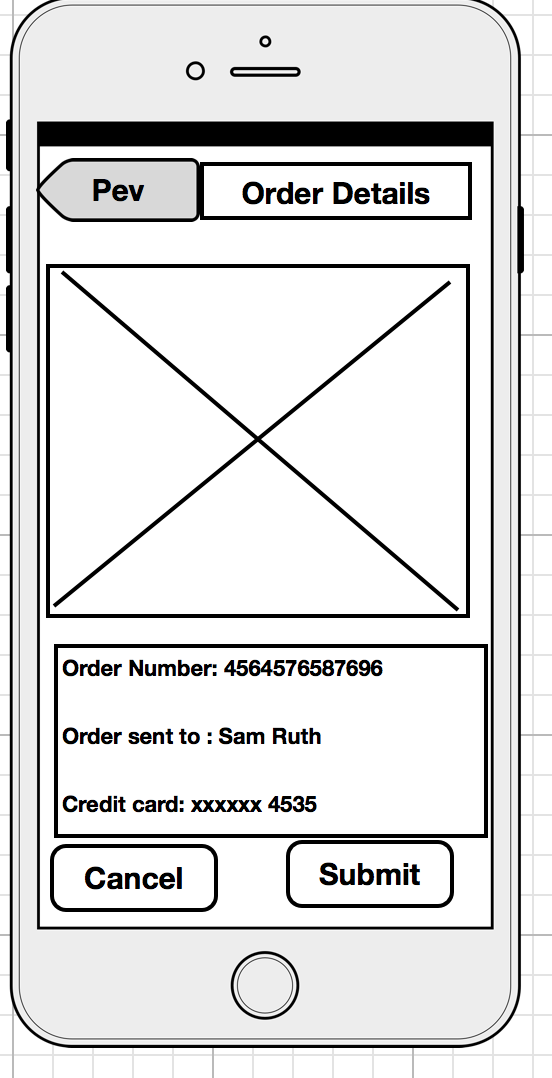 Pev
Order Details
Order Number: 4564576587696
Order sent to : Sam Ruth
Credit card: xxxxxx 4535
Cancel
Submit